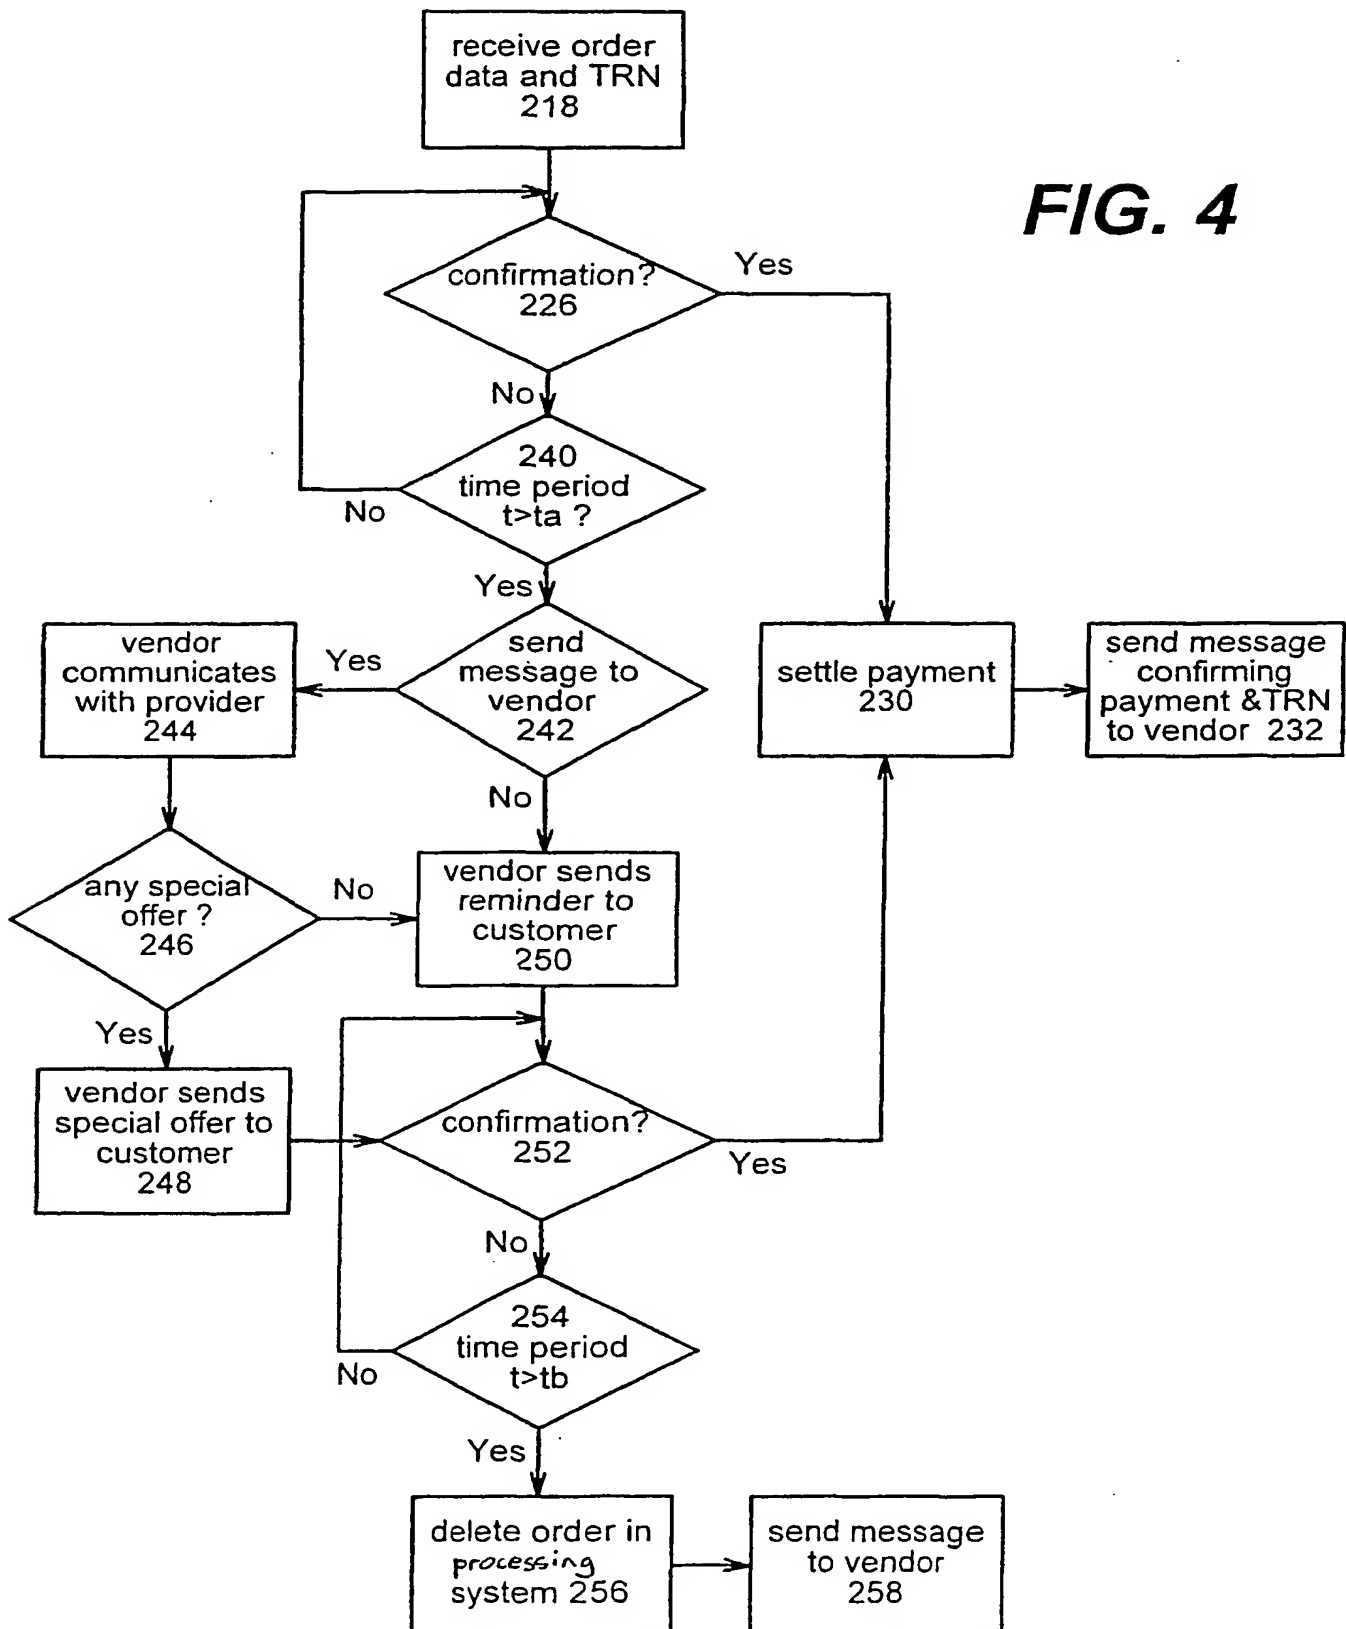 receive order
data and TRN
218
FIG. 4
confirmation?
226
Yes
No
240
time period
t>ta ?
No
Yes
send
message to
vendor
242
Yes
vendor
communicates
with provider
244
settle payment
230
send message
confirming
payment &TRN
to vendor 232
No
any special
offer ?
246
No
vendor sends
reminder to
customer
250
Yes
vendor sends
special offer to
customer
248
confirmation?
252
Yes
No
254
time period
t>tb
No
Yes
delete order in
processing
system 256
send message
to vendor
258